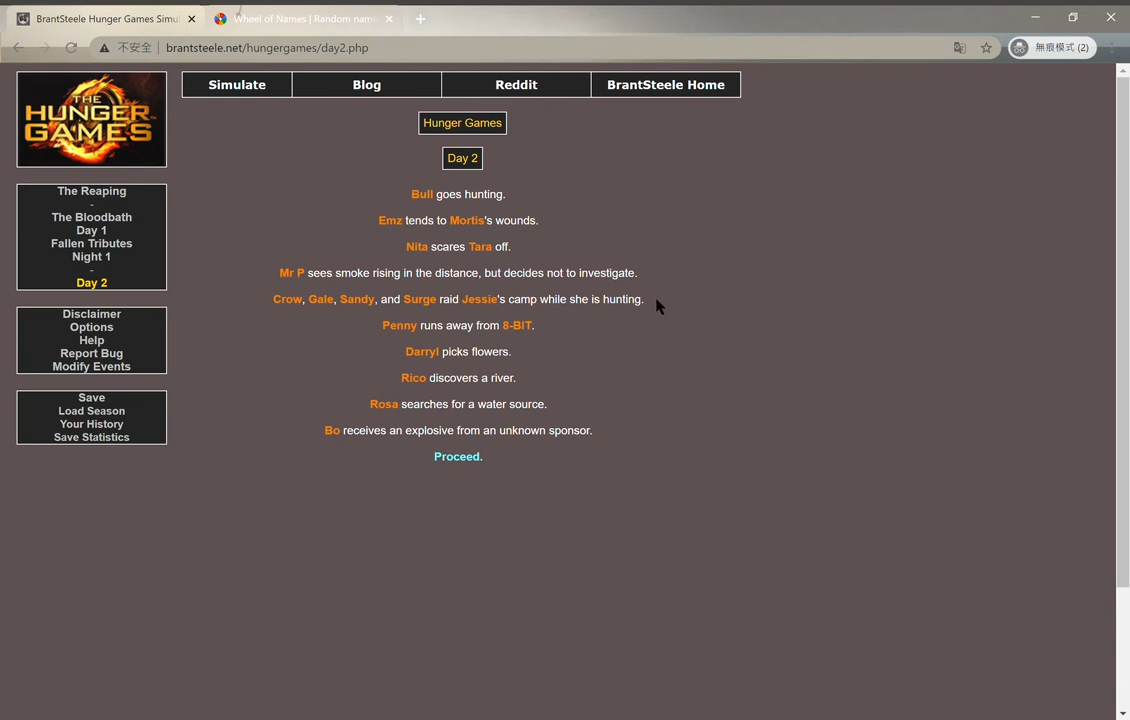 BrantSteele Hunger Games Simul
Wheel of Names | Random name
不安全 brantsteele.net/hungergames/day2.php
無痕模式 (2)
THE HUNGER GAMES
Simulate Blog Reddit BrantSteele Home
Hunger Games
Day 2
The Reaping
-
The Bloodbath
Day 1
Fallen Tributes
Night 1
-
Day 2
Disclaimer
Options
Help
Report Bug
Modify Events
Save
Load Season
Your History
Save Statistics
Bull goes hunting.
Emz tends to Mortis's wounds.
Nita scares Tara off.
Mr P sees smoke rising in the distance, but decides not to investigate.
Crow, Gale, Sandy, and Surge raid Jessie's camp while she is hunting.
Penny runs away from 8-BIT.
Darryl picks flowers.
Rico discovers a river.
Rosa searches for a water source.
Bo receives an explosive from an unknown sponsor.
Proceed.